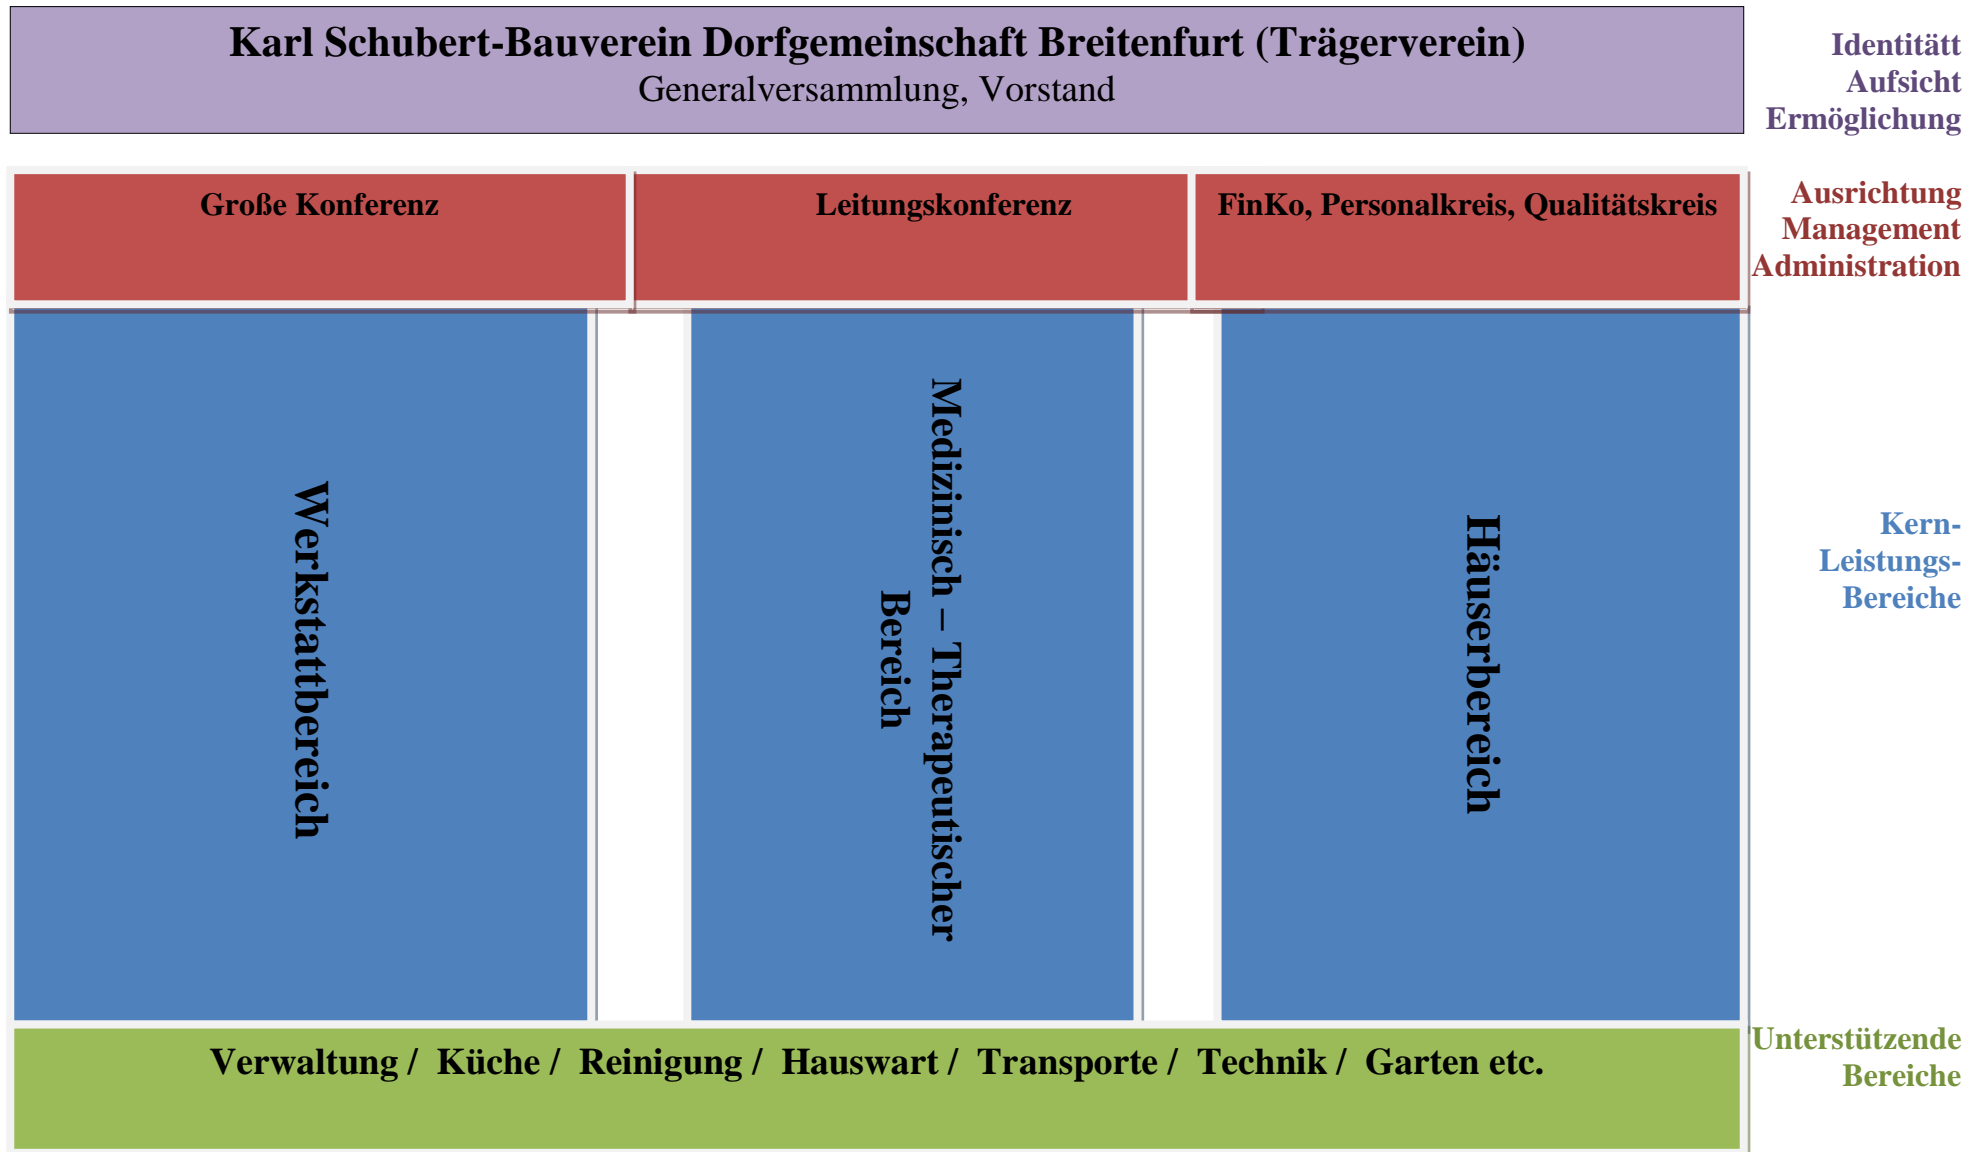 Karl Schubert-Bauverein Dorfgemeinschaft Breitenfurt (Trägerverein)
Generalversammlung, Vorstand
Identitätt
Aufsicht
Ermöglichung
Große Konferenz
Leitungskonferenz
FinKo, Personalkreis, Qualitätskreis
Ausrichtung
Management
Administration
Werkstattbereich
Medizinisch – Therapeutischer
Bereich
Häuserbereich
Kern-
Leistungs-
Bereiche
Verwaltung / Küche / Reinigung / Hauswart / Transporte / Technik / Garten etc.
Unterstützende
Bereiche